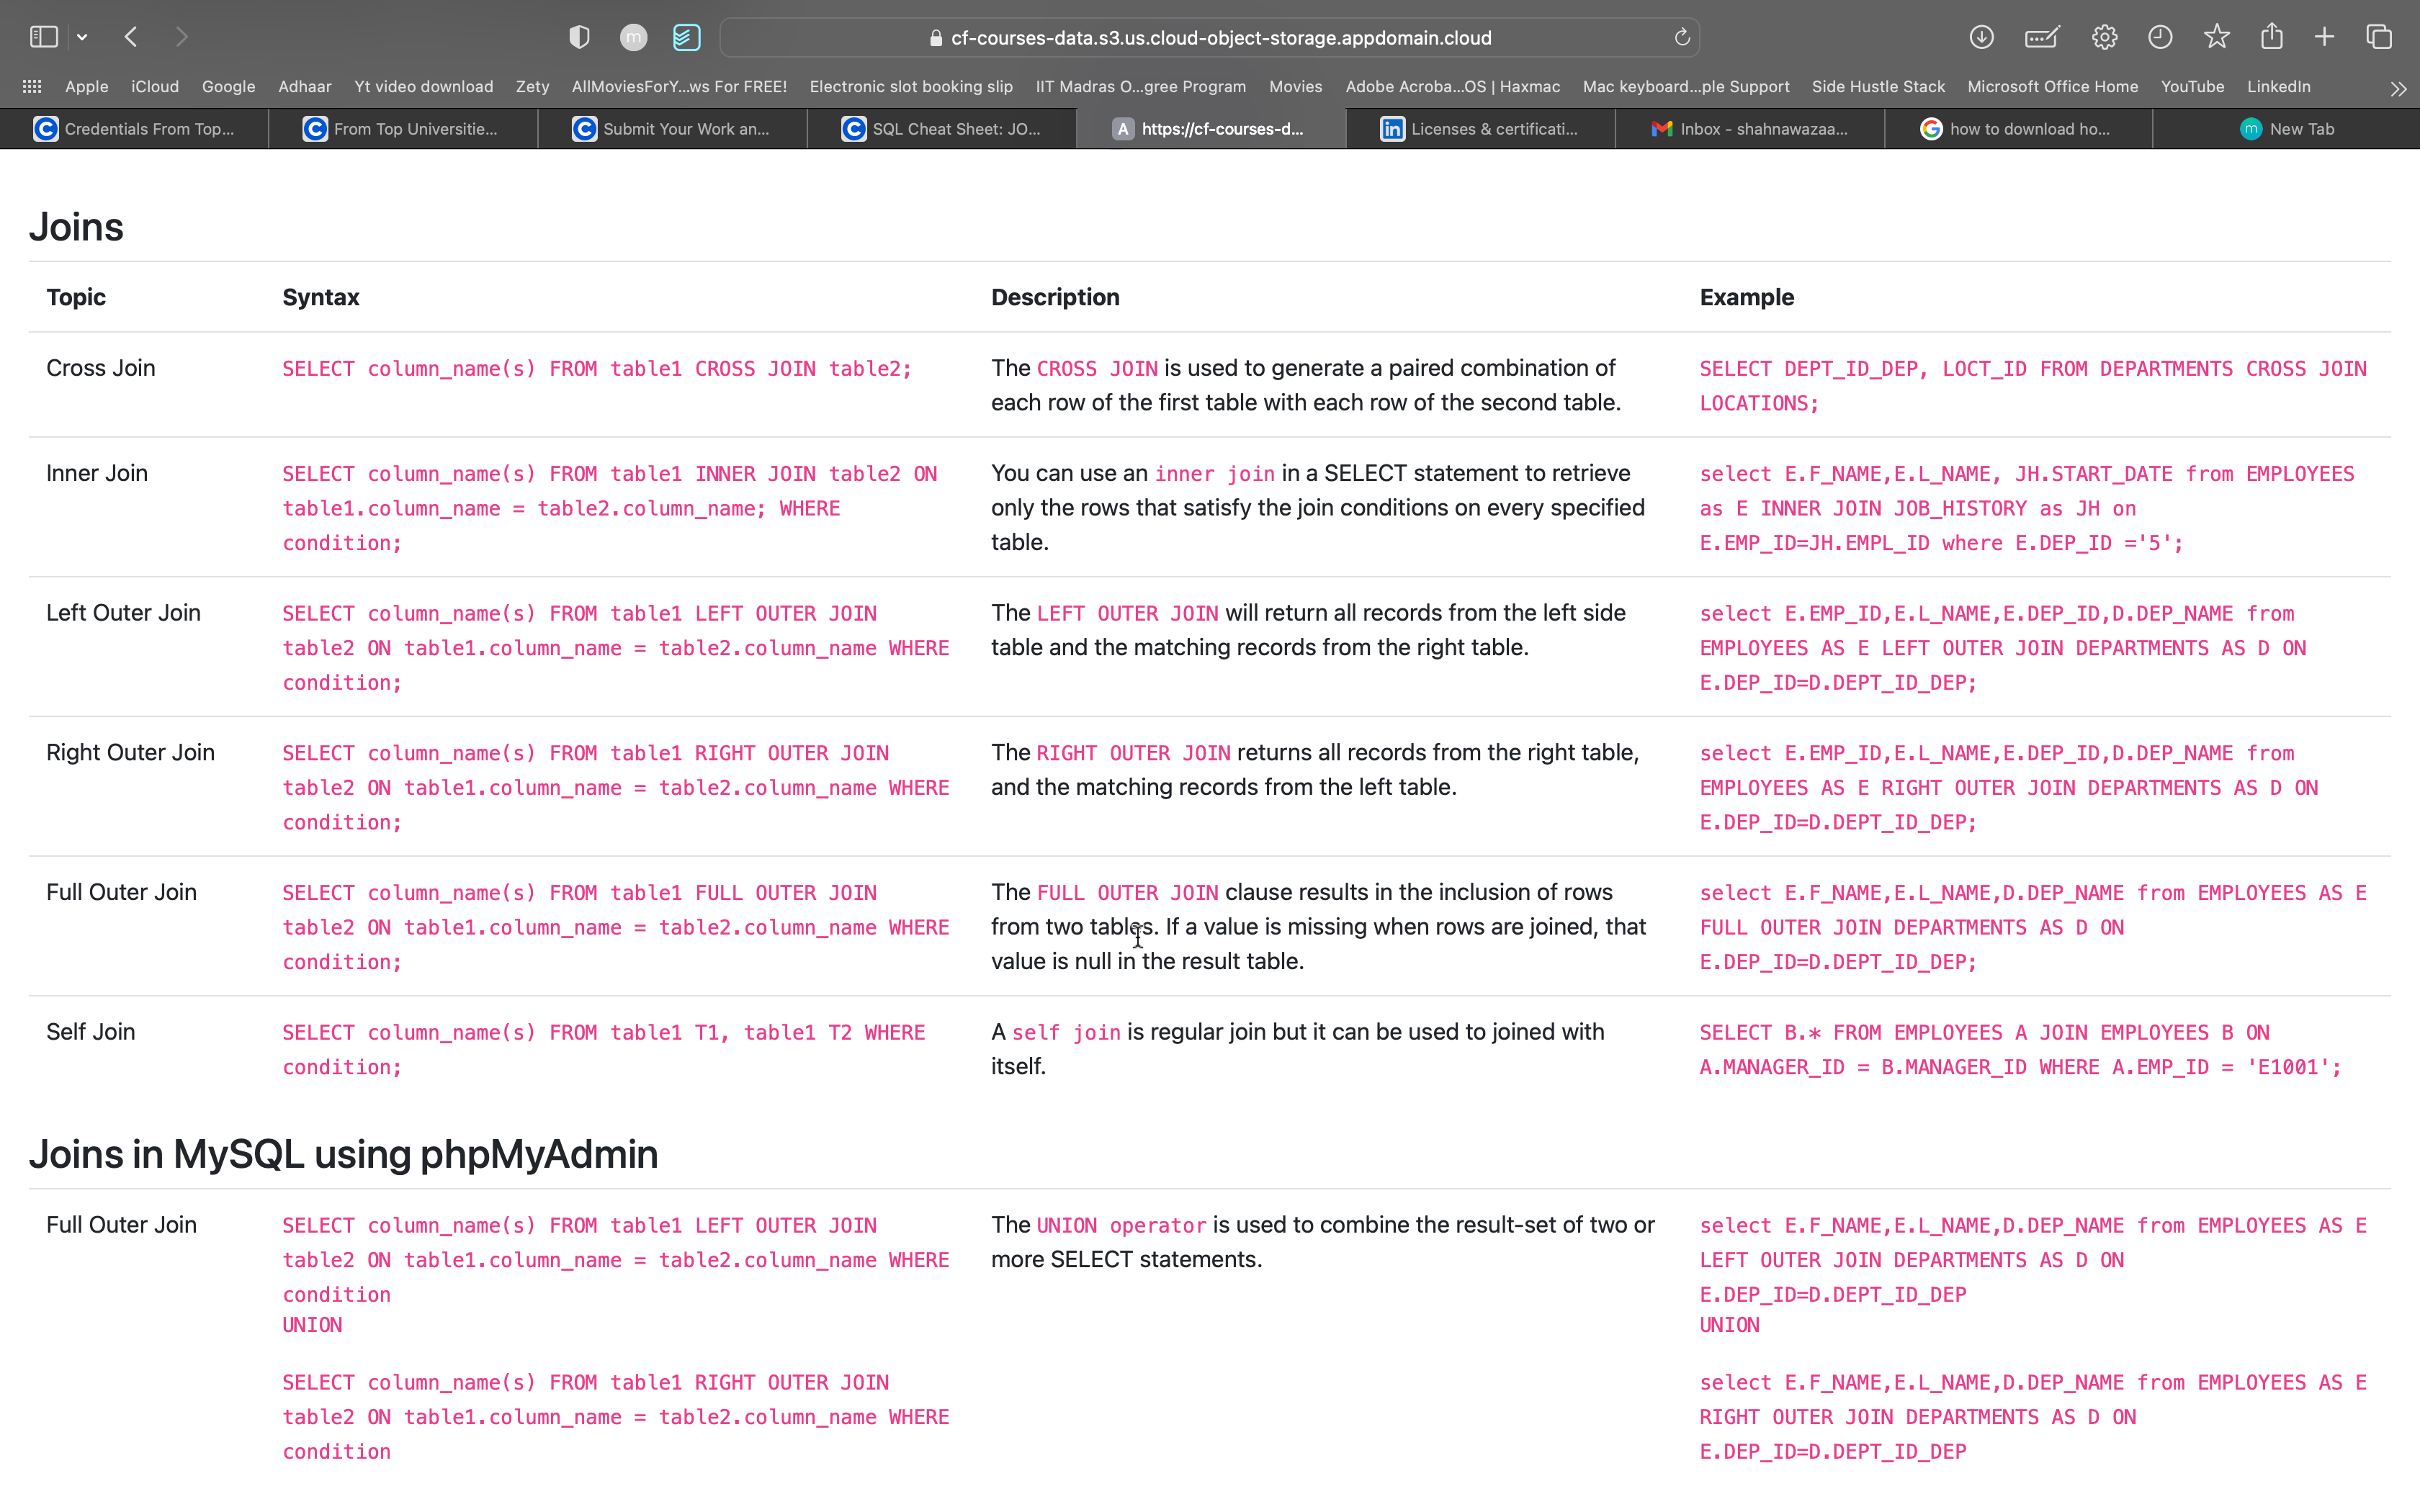 cf-courses-data.s3.us.cloud-object-storage.appdomain.cloud
Apple iCloud Google Adhaar Yt video download Zety AllMoviesForY...ws For FREE! Electronic slot booking slip IIT Madras O...gree Program Movies Adobe Acroba...OS | Haxmac Mac keyboard...ple Support Side Hustle Stack Microsoft Office Home YouTube LinkedIn
Credentials From Top... From Top Universitie... Submit Your Work an... SQL Cheat Sheet: JO... A https://cf-courses-d... in Licenses & certificati... Inbox - shahnawazaa... how to download ho... m New Tab
Joins
Topic Syntax Description Example
Cross Join
SELECT column_name(s) FROM table1 CROSS JOIN table2;
The CROSS JOIN is used to generate a paired combination of
each row of the first table with each row of the second table.
SELECT DEPT_ID_DEP, LOCT_ID FROM DEPARTMENTS CROSS JOIN
LOCATIONS;
Inner Join
SELECT column_name(s) FROM table1 INNER JOIN table2 ON
table1.column_name = table2.column_name; WHERE
condition;
You can use an inner join in a SELECT statement to retrieve
only the rows that satisfy the join conditions on every specified
table.
select E.F_NAME,E.L_NAME, JH.START_DATE from EMPLOYEES
as E INNER JOIN JOB_HISTORY as JH on
E.EMP_ID=JH.EMPL_ID where E.DEP_ID ='5';
Left Outer Join
SELECT column_name(s) FROM table1 LEFT OUTER JOIN
table2 ON table1.column_name = table2.column_name WHERE
condition;
The LEFT OUTER JOIN will return all records from the left side
table and the matching records from the right table.
select E.EMP_ID,E.L_NAME,E.DEP_ID,D.DEP_NAME from
EMPLOYEES AS E LEFT OUTER JOIN DEPARTMENTS AS D ON
E.DEP_ID=D.DEPT_ID_DEP;
Right Outer Join
SELECT column_name(s) FROM table1 RIGHT OUTER JOIN
table2 ON table1.column_name = table2.column_name WHERE
condition;
The RIGHT OUTER JOIN returns all records from the right table,
and the matching records from the left table.
select E.EMP_ID,E.L_NAME,E.DEP_ID,D.DEP_NAME from
EMPLOYEES AS E RIGHT OUTER JOIN DEPARTMENTS AS D ON
E.DEP_ID=D.DEPT_ID_DEP;
Full Outer Join
SELECT column_name(s) FROM table1 FULL OUTER JOIN
table2 ON table1.column_name = table2.column_name WHERE
condition;
The FULL OUTER JOIN clause results in the inclusion of rows
from two tables. If a value is missing when rows are joined, that
value is null in the result table.
select E.F_NAME,E.L_NAME,D.DEP_NAME from EMPLOYEES AS E
FULL OUTER JOIN DEPARTMENTS AS D ON
E.DEP_ID=D.DEPT_ID_DEP;
Self Join
SELECT column_name(s) FROM table1 T1, table1 T2 WHERE
condition;
A self join is regular join but it can be used to joined with
itself.
SELECT B.* FROM EMPLOYEES A JOIN EMPLOYEES B ON
A.MANAGER_ID = B.MANAGER_ID WHERE A.EMP_ID = 'E1001';
Joins in MySQL using phpMyAdmin
Full Outer Join
SELECT column_name(s) FROM table1 LEFT OUTER JOIN
table2 ON table1.column_name = table2.column_name WHERE
condition
UNION
SELECT column_name(s) FROM table1 RIGHT OUTER JOIN
table2 ON table1.column_name = table2.column_name WHERE
condition
The UNION operator is used to combine the result-set of two or
more SELECT statements.
select E.F_NAME,E.L_NAME,D.DEP_NAME from EMPLOYEES AS E
LEFT OUTER JOIN DEPARTMENTS AS D ON
E.DEP_ID=D.DEPT_ID_DEP
UNION
select E.F_NAME,E.L_NAME,D.DEP_NAME from EMPLOYEES AS E
RIGHT OUTER JOIN DEPARTMENTS AS D ON
E.DEP_ID=D.DEPT_ID_DEP